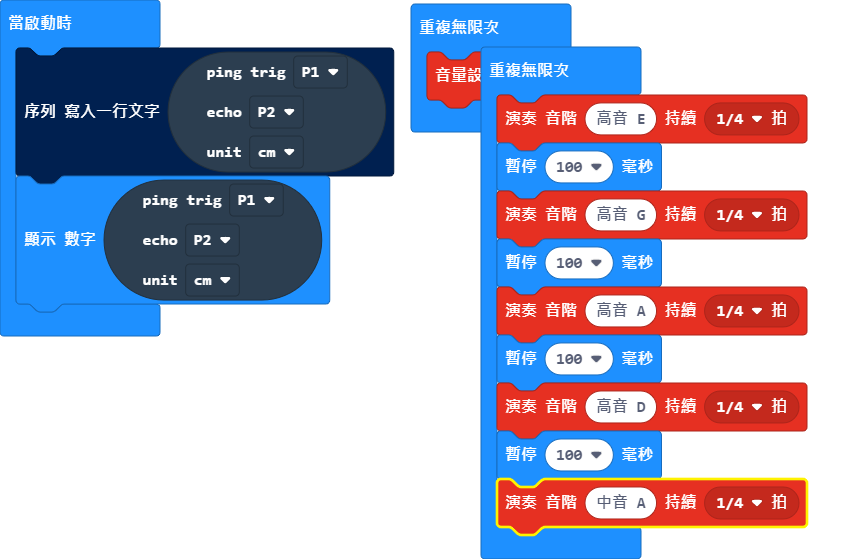 當啟動時
序列 寫入一行文字
ping trig P1
echo P2
unit cm
顯示 數字
ping trig P1
echo P2
unit cm
重複無限次
音量設
重複無限次
演奏 音階 高音 E 持續 1/4 拍
暫停 100 毫秒
演奏 音階 高音 G 持續 1/4 拍
暫停 100 毫秒
演奏 音階 高音 A 持續 1/4 拍
暫停 100 毫秒
演奏 音階 高音 D 持續 1/4 拍
暫停 100 毫秒
演奏 音階 中音 A 持續 1/4 拍